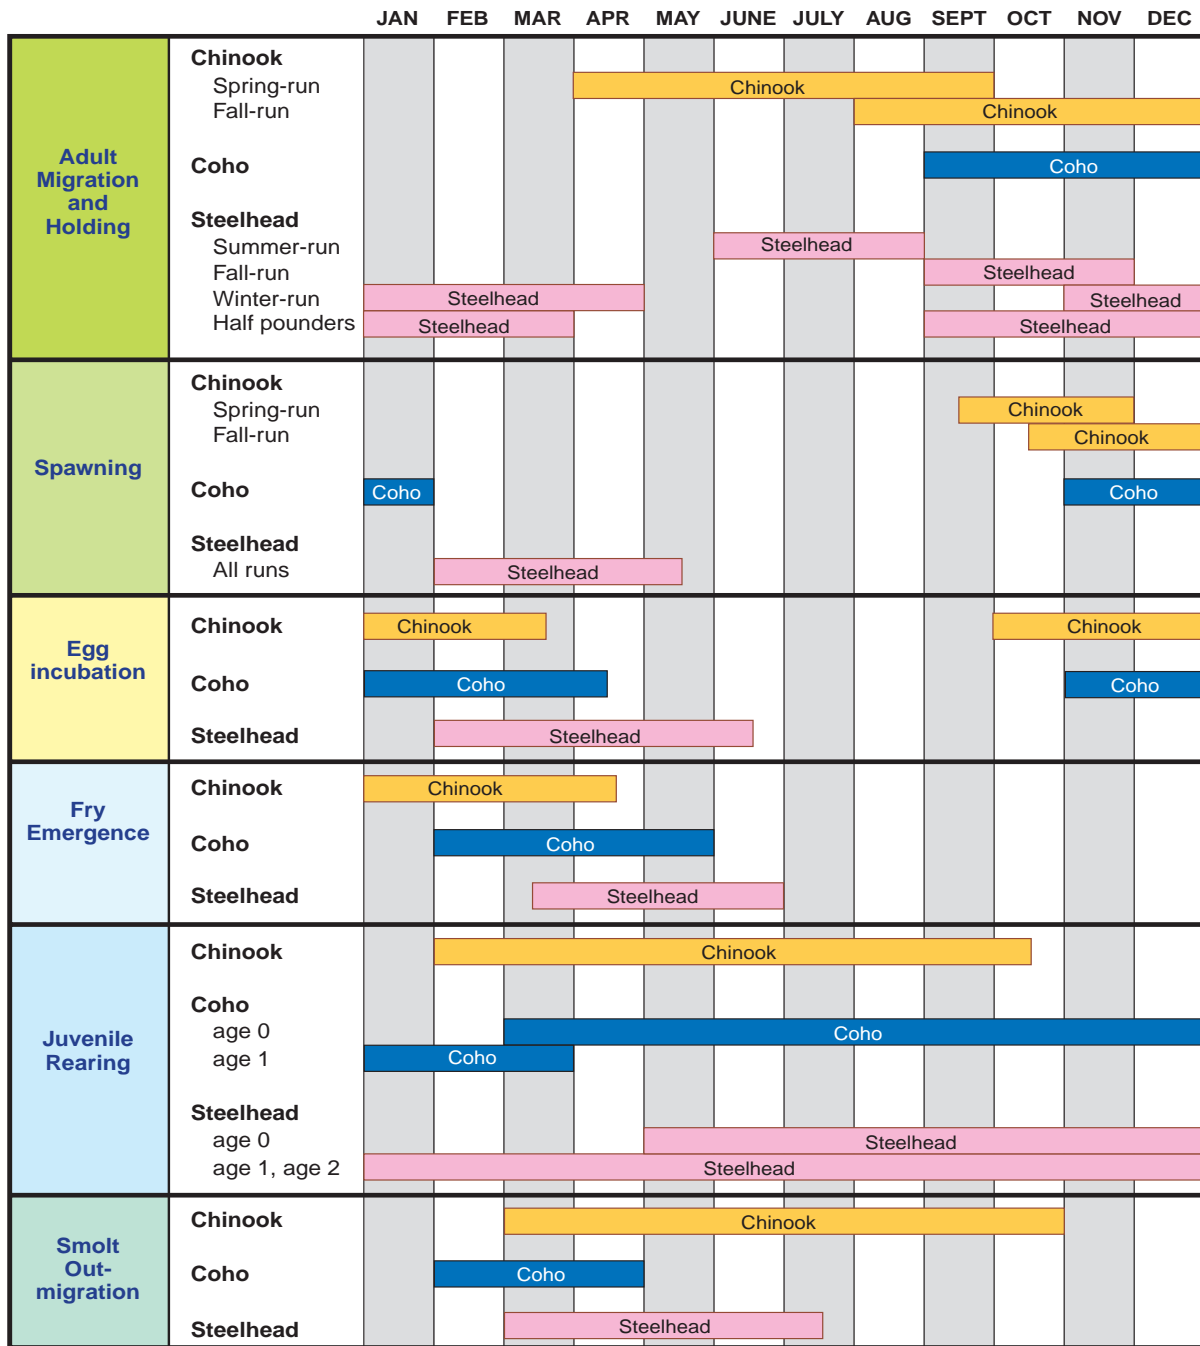 JAN FEB MAR APR MAY JUNE JULY AUG SEPT OCT NOV DEC
Adult
Migration
and
Holding
Chinook
Spring-run Chinook
Fall-run Chinook
Coho Coho
Steelhead
Summer-run Steelhead
Fall-run Steelhead
Winter-run Steelhead Steelhead
Half pounders Steelhead Steelhead
Spawning
Chinook
Spring-run Chinook
Fall-run Chinook
Coho Coho Coho
Steelhead
All runs Steelhead
Egg
incubation
Chinook Chinook Chinook
Coho Coho Coho
Steelhead Steelhead
Fry
Emergence
Chinook Chinook
Coho Coho
Steelhead Steelhead
Juvenile
Rearing
Chinook Chinook
Coho
age 0 Coho
age 1 Coho
Steelhead
age 0 Steelhead
age 1, age 2 Steelhead
Smolt
Out-
migration
Chinook Chinook
Coho Coho
Steelhead Steelhead